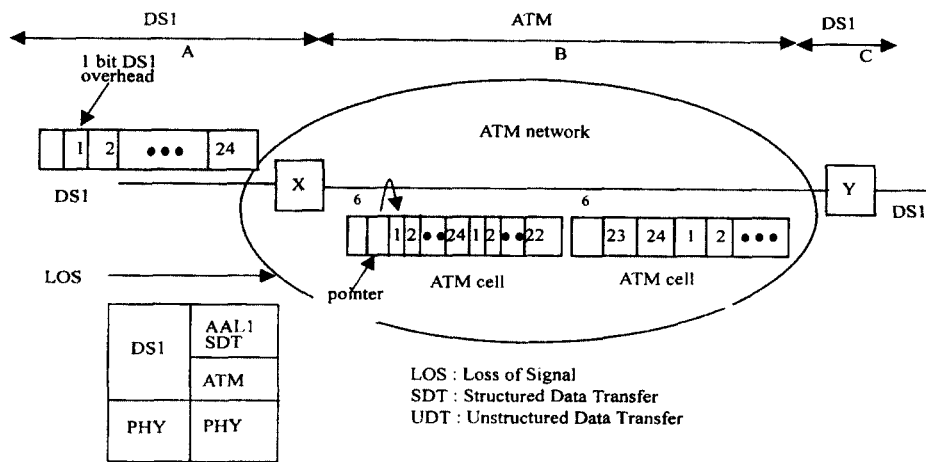 DS1 ATM DS1
A B C
1 bit DS1
overhead
1 2 ●●● 24
ATM network
X
Y
DS1
DS1
6 6
1 2 ●● 24 1 2 ●● 22
23 24 1 2 ●●●
ATM cell ATM cell
LOS
pointer
DS1
AAL1
SDT
ATM
PHY PHY
LOS : Loss of Signal
SDT : Structured Data Transfer
UDT : Unstructured Data Transfer